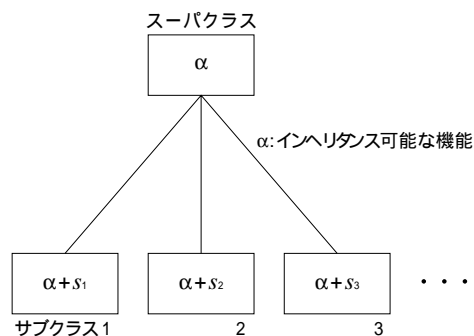 スーパクラス
α
α:インヘリタンス可能な機能
α+s₁ α+s₂ α+s₃ ・・・
サブクラス1 2 3